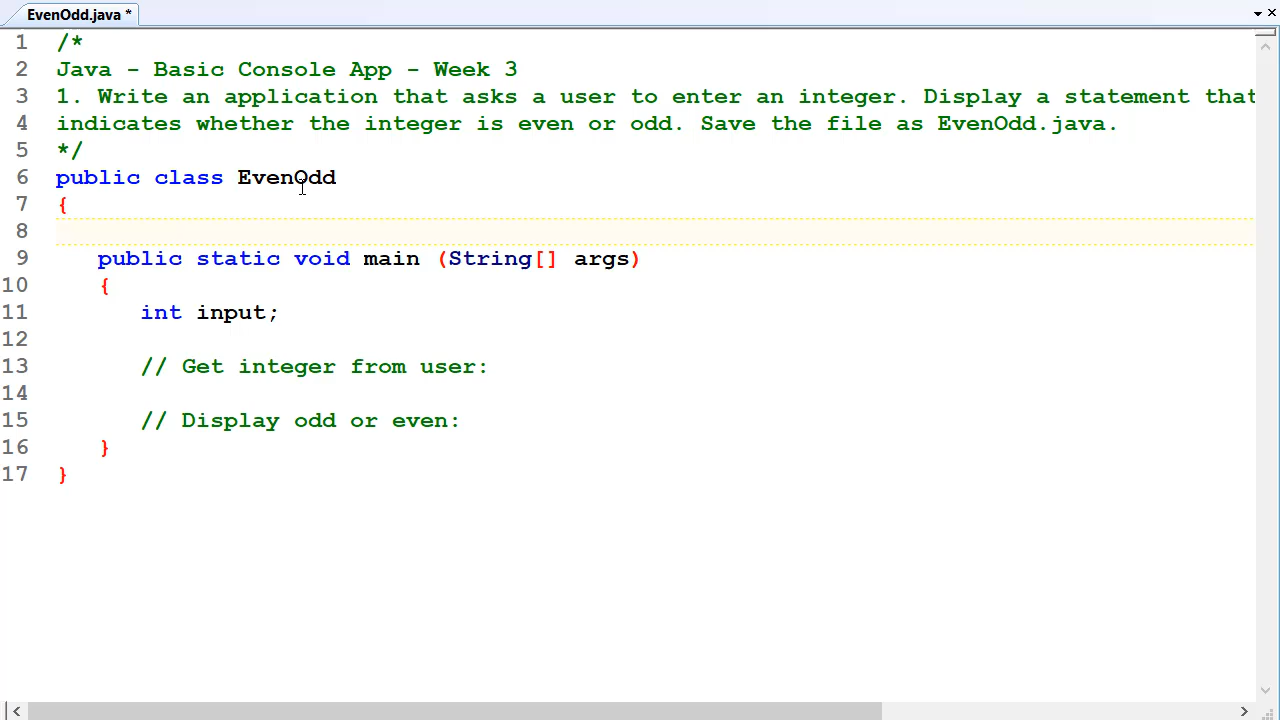 EvenOdd.java *
1 /*
2 Java - Basic Console App - Week 3
3 1. Write an application that asks a user to enter an integer. Display a statement that
4 indicates whether the integer is even or odd. Save the file as EvenOdd.java.
5 */
6 public class EvenOdd
7 {
8
9 public static void main (String[] args)
10 {
11 int input;
12
13 // Get integer from user:
14
15 // Display odd or even:
16 }
17 }